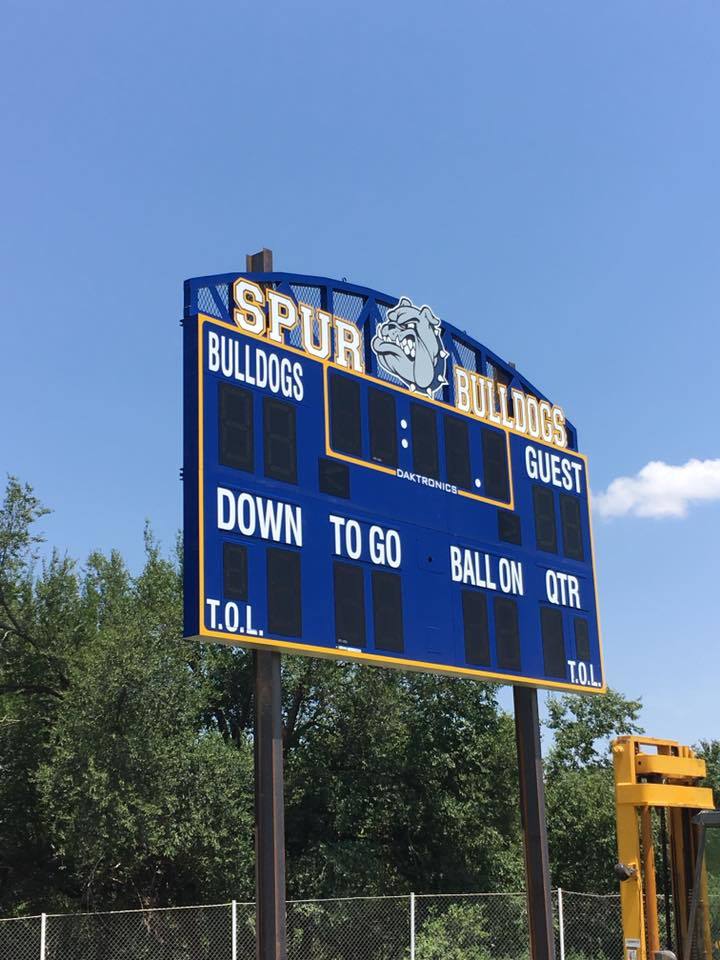 SPUR BULLDOGS
BULLDOGS
GUEST
DAKTRONICS
DOWN TO GO BALL ON QTR
T.O.L. T.O.L.